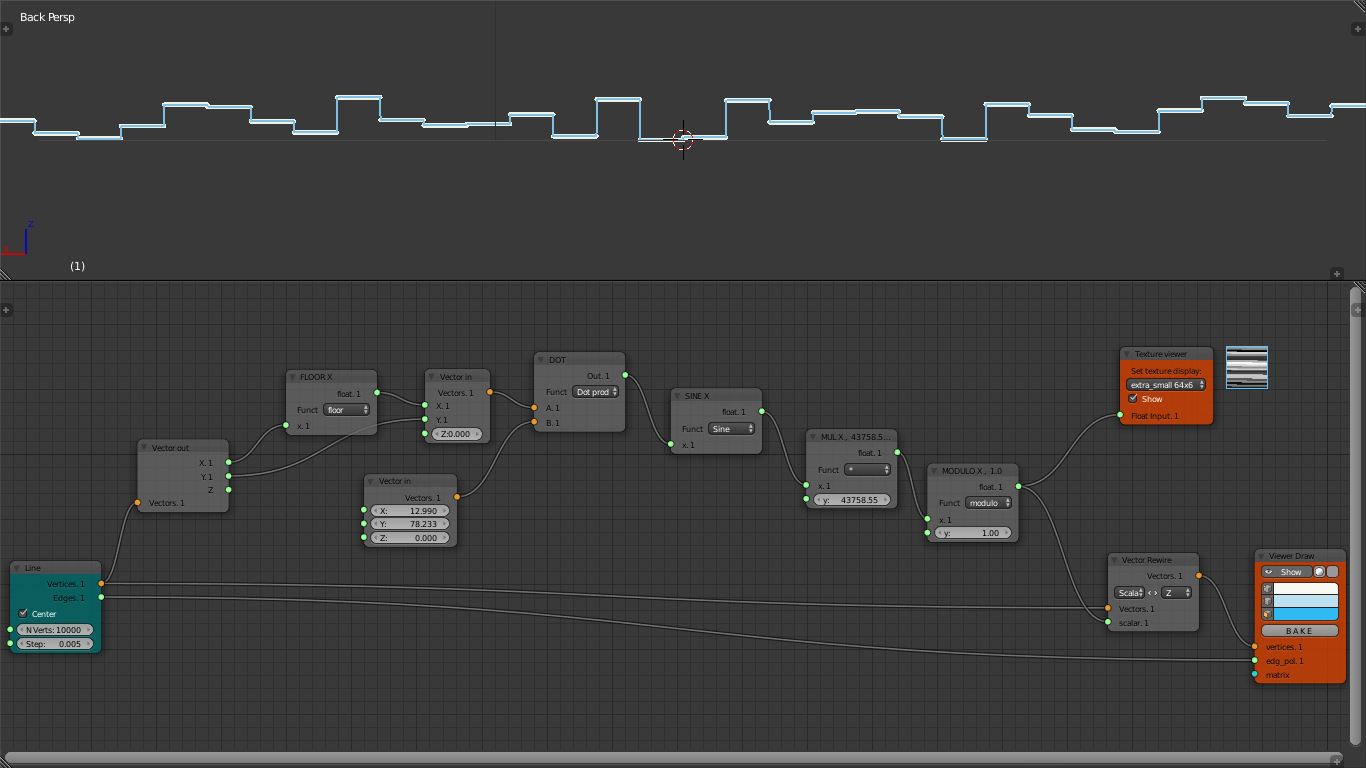 Back Persp
z
Y
(1)
Texture viewer
Set texture display:
extra_small 64x6
Show
Float Input. 1
DOT
Out. 1
Funct Dot prod
A. 1
B. 1
FLOOR X
float. 1
Funct floor
x. 1
Vector in
Vectors. 1
X. 1
Y. 1
Z:0.000
SINE X
float. 1
Funct Sine
x. 1
MUL X, 43758.5...
float. 1
Funct *
x. 1
y: 43758.55
Vector out
X. 1
Y. 1
Z
Vectors. 1
MODULO X, 1.0
float. 1
Funct modulo
x. 1
y: 1.00
Vector in
Vectors. 1
X: 12.990
Y: 78.233
Z: 0.000
Line
Vertices. 1
Edges. 1
Center
N Verts: 10000
Step: 0.005
Vector Rewire
Vectors. 1
Scala < > Z
Vectors. 1
scalar. 1
Viewer Draw
Show
BAKE
vertices. 1
edg_pol. 1
matrix